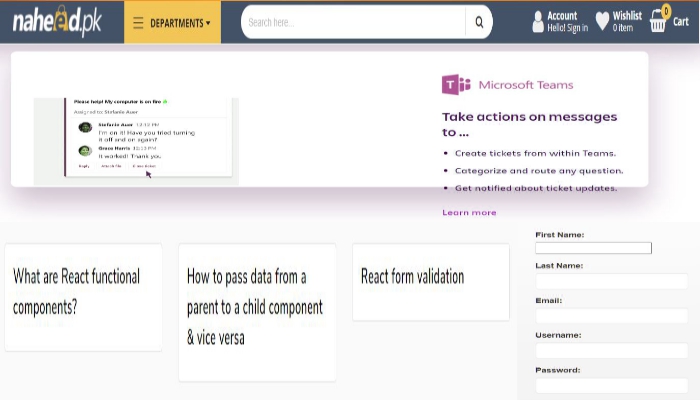 naheed.pk
DEPARTMENTS
Search here...
Account
Hello! Sign in
Wishlist
0 item
0
Cart
Please help! My computer is on fire
Assigned to: Stefanie Auer
Stefanie Auer 12:12 PM
I'm on it! Have you tried turning
it off and on again?
Grace Harris
It worked! Thank you
Reply
Microsoft Teams
Take actions on messages
to ...
Create tickets from within Teams.
Categorize and route any question.
Get notified about ticket updates.
Learn more
What are React functional
components?
How to pass data from a
parent to a child component
& vice versa
React form validation
First Name:
Last Name:
Email:
Username:
Password: